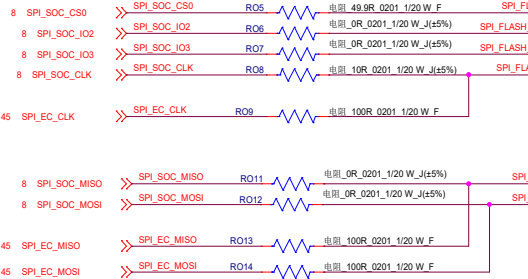 8 SPI_SOC_CS0 SPI_SOC_CS0 RO5 电阻_49.9R_0201_1/20 W_F
8 SPI_SOC_IO2 SPI_SOC_IO2 RO6 电阻_0R_0201_1/20 W_J(±5%) SPI_FLASH
8 SPI_SOC_IO3 SPI_SOC_IO3 RO7 电阻_0R_0201_1/20 W_J(±5%) SPI_FLASH
8 SPI_SOC_CLK SPI_SOC_CLK RO8 电阻_10R_0201_1/20 W_J(±5%) SPI_FLA
45 SPI_EC_CLK SPI_EC_CLK RO9 电阻_100R_0201_1/20 W_F
8 SPI_SOC_MISO SPI_SOC_MISO RO11 电阻_0R_0201_1/20 W_J(±5%) SPI_
8 SPI_SOC_MOSI SPI_SOC_MOSI RO12 电阻_0R_0201_1/20 W_J(±5%) SPI_
45 SPI_EC_MISO SPI_EC_MISO RO13 电阻_100R_0201_1/20 W_F
45 SPI_EC_MOSI SPI_EC_MOSI RO14 电阻_100R_0201_1/20 W_F